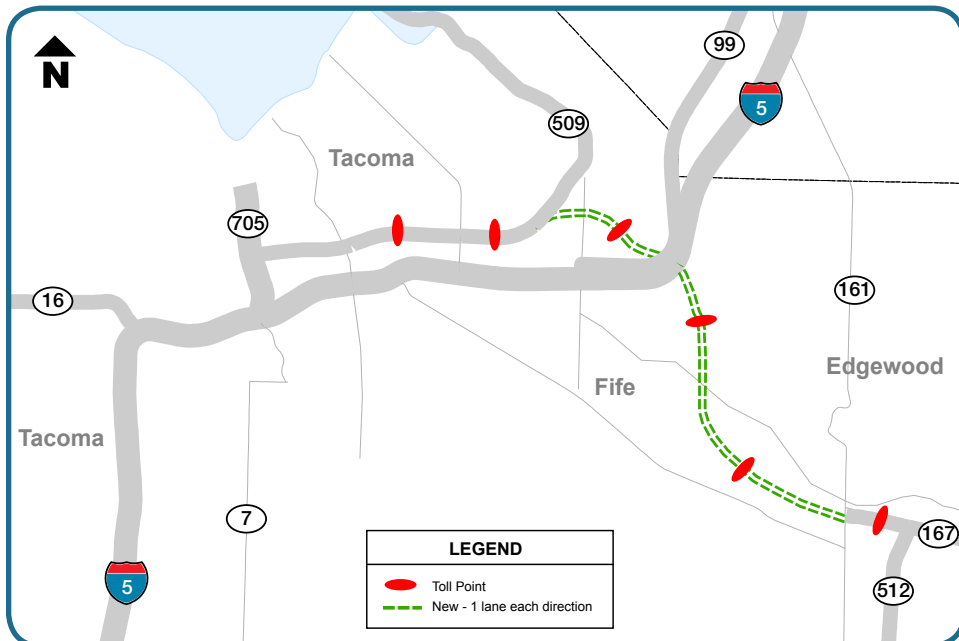 N
99
5
509
Tacoma
705
16
161
Edgewood
Fife
Tacoma
7
5
167
512
LEGEND
Toll Point
New - 1 lane each direction